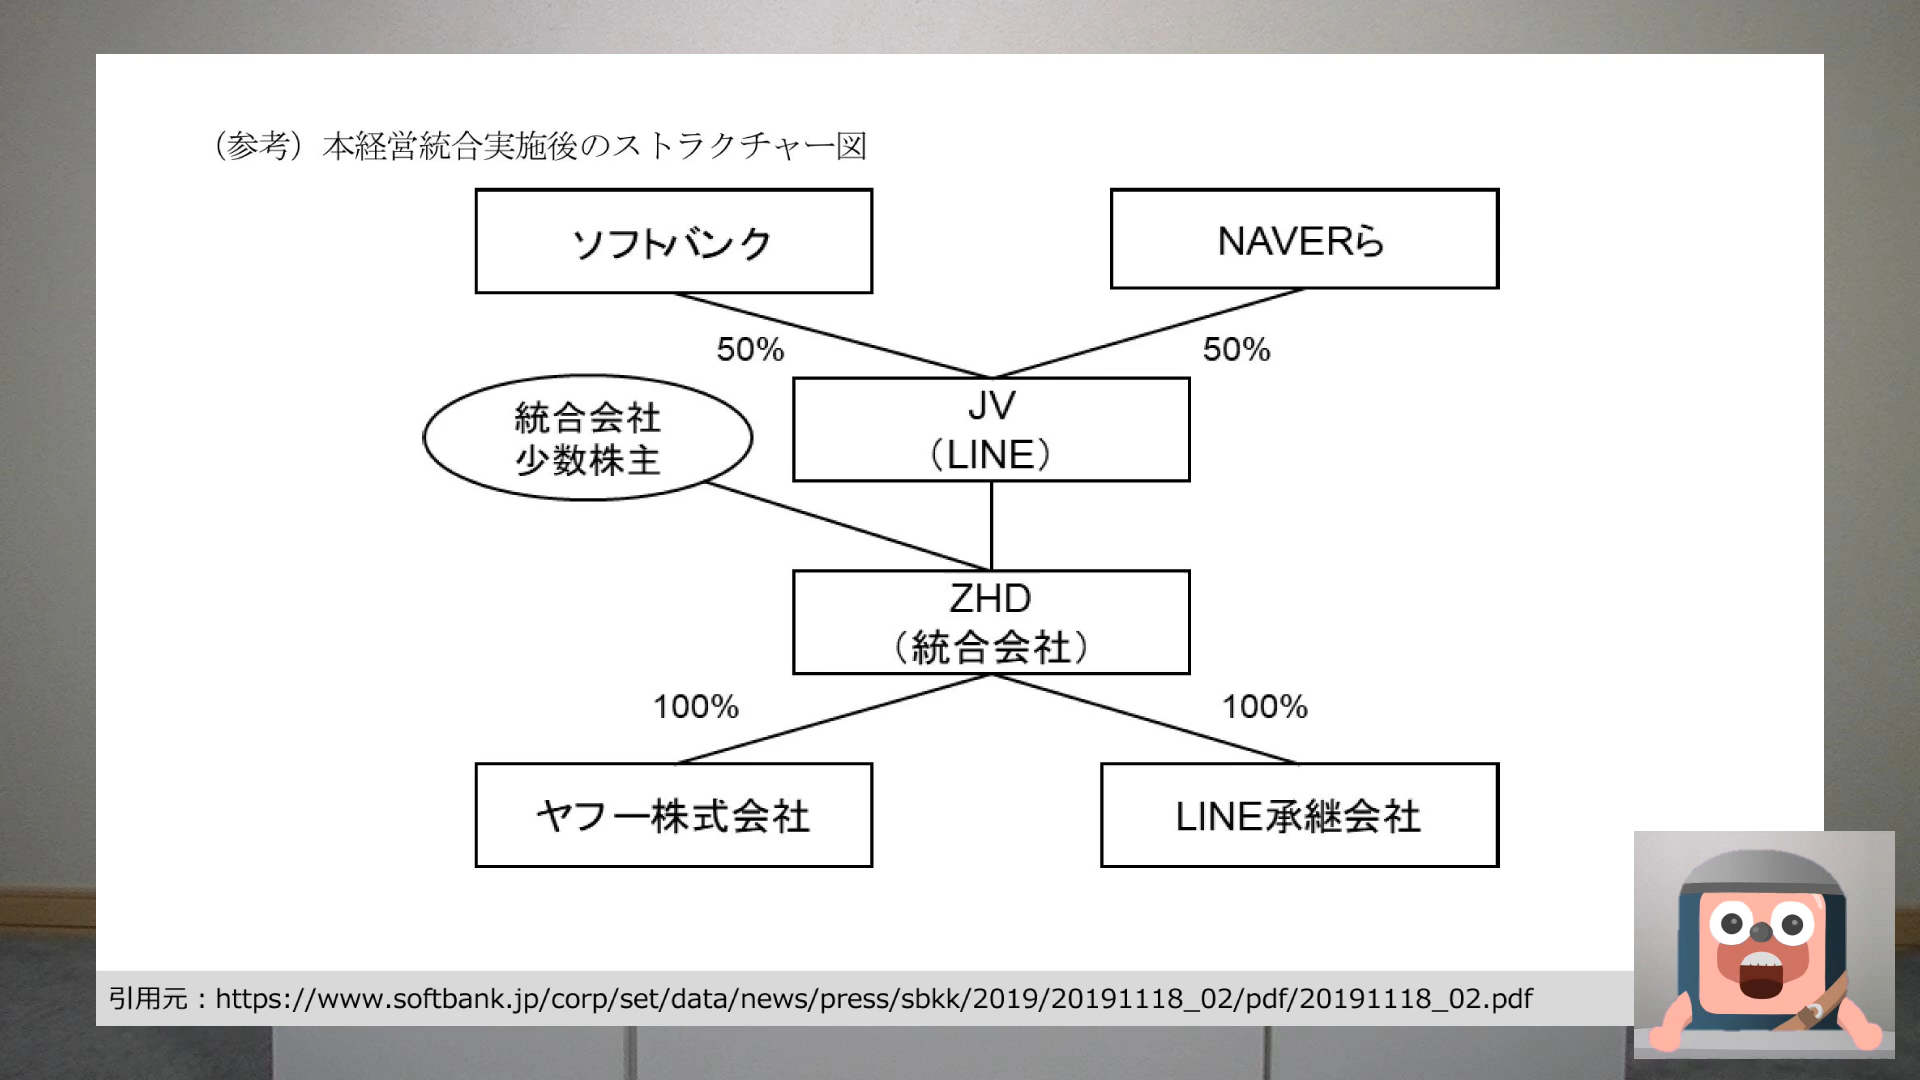 （参考）本経営統合実施後のストラクチャー図
ソフトバンク
NAVERら
50%
50%
統合会社
少数株主
JV
（LINE）
ZHD
（統合会社）
100%
100%
ヤフー株式会社
LINE承継会社
引用元：https://www.softbank.jp/corp/set/data/news/press/sbkk/2019/20191118_02/pdf/20191118_02.pdf